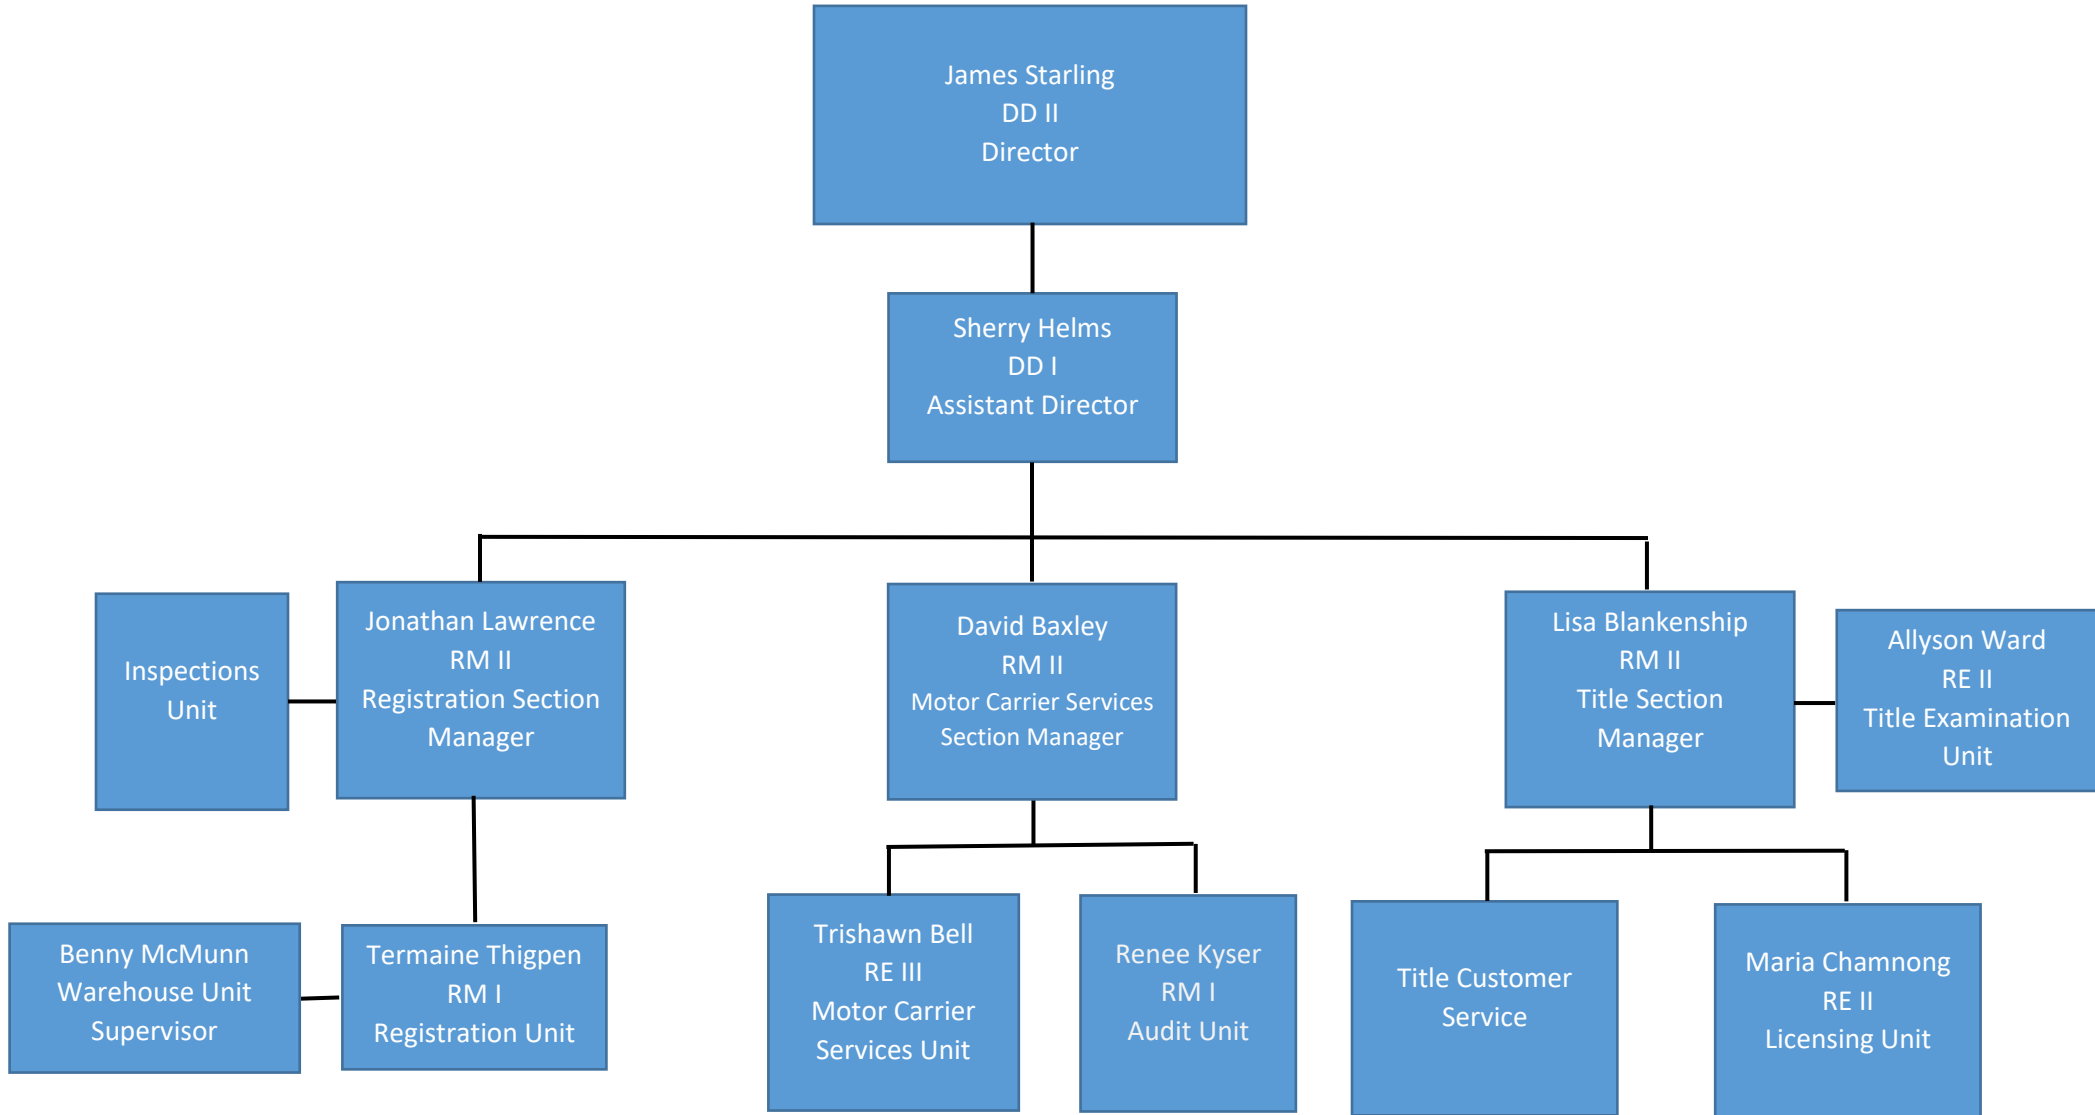 James Starling
DD II
Director
Sherry Helms
DD I
Assistant Director
Inspections
Unit
Jonathan Lawrence
RM II
Registration Section
Manager
David Baxley
RM II
Motor Carrier Services
Section Manager
Lisa Blankenship
RM II
Title Section
Manager
Allyson Ward
RE II
Title Examination
Unit
Benny McMunn
Warehouse Unit
Supervisor
Termaine Thigpen
RM I
Registration Unit
Trishawn Bell
RE III
Motor Carrier
Services Unit
Renee Kyser
RM I
Audit Unit
Title Customer
Service
Maria Chamnong
RE II
Licensing Unit